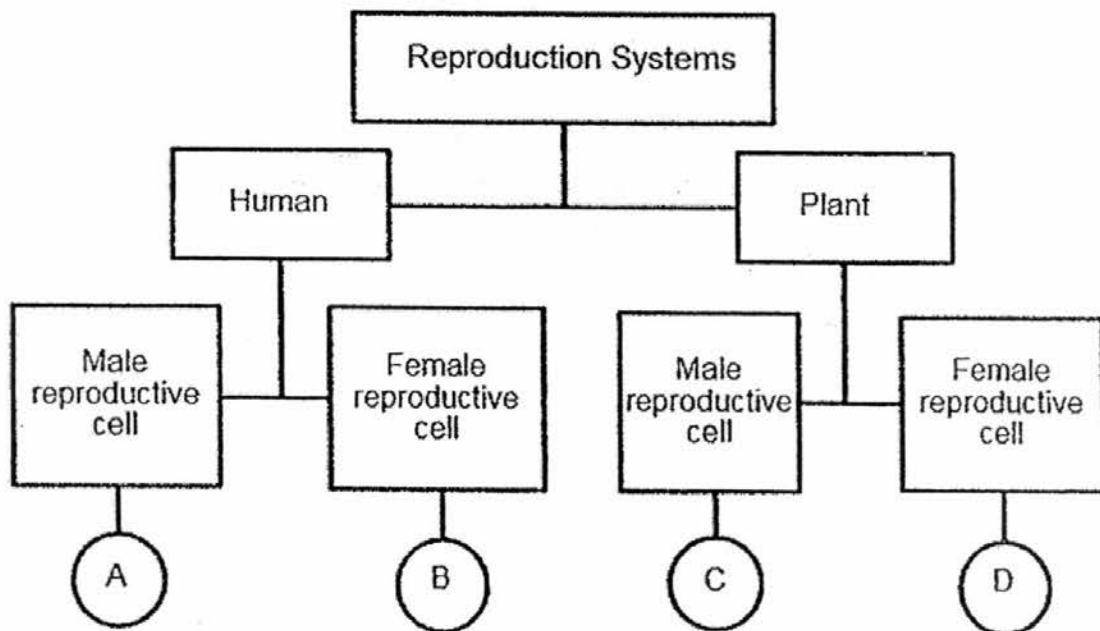 Reproduction Systems
Human
Plant
Male
reproductive
cell
Female
reproductive
cell
Male
reproductive
cell
Female
reproductive
cell
A
B
C
D